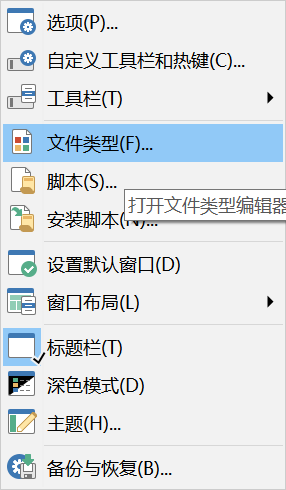 选项(P)...
自定义工具栏和热键(C)...
工具栏(T)
文件类型(F)...
脚本(S)...
打开文件类型编辑器
安装脚本(N)...
设置默认窗口(D)
窗口布局(L)
标题栏(T)
深色模式(D)
主题(H)...
备份与恢复(B)...